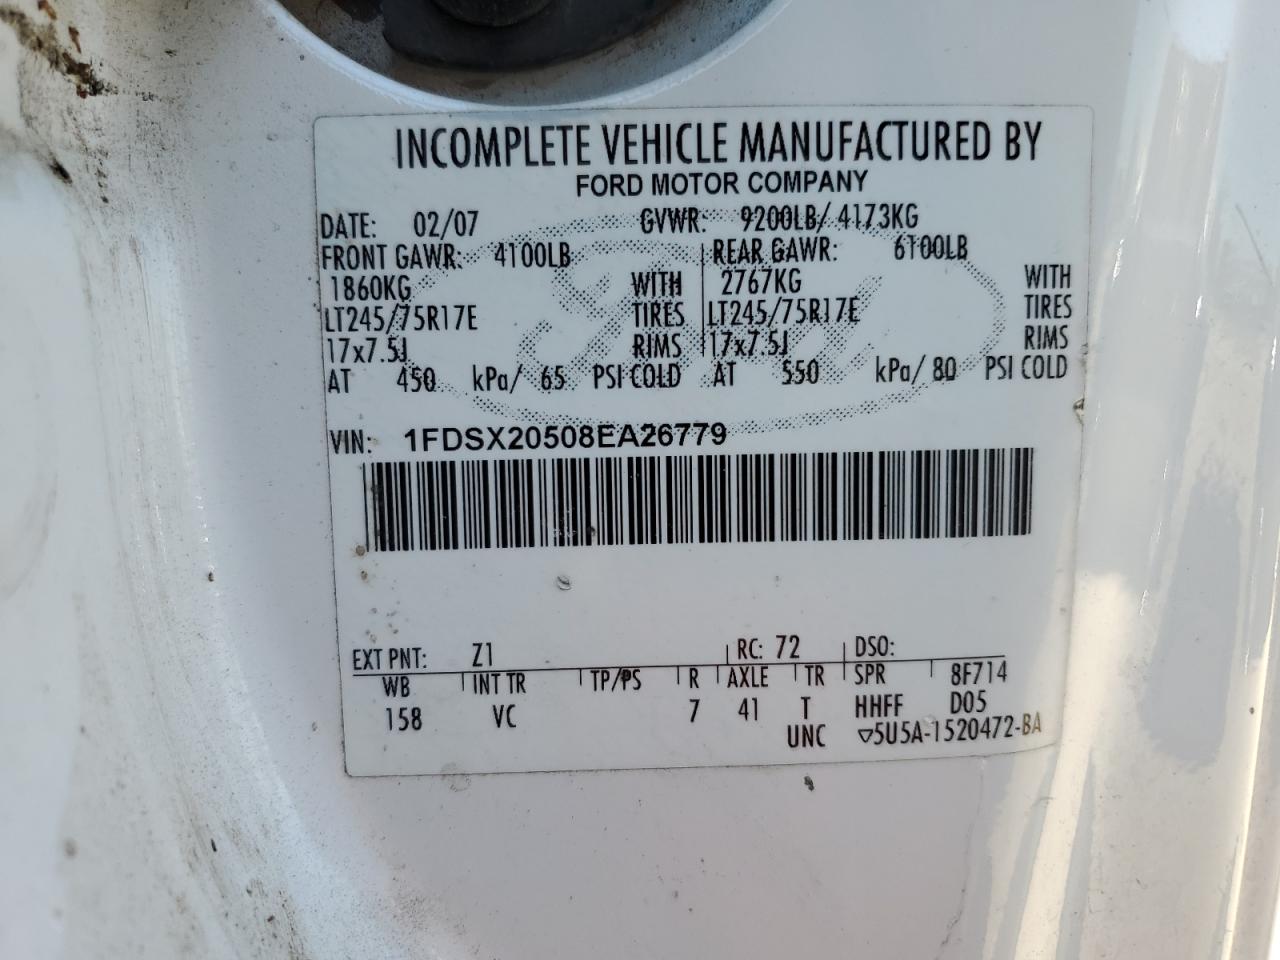 INCOMPLETE VEHICLE MANUFACTURED BY
FORD MOTOR COMPANY
DATE: 02/07 GVWR: 9200LB/ 4173KG
FRONT GAWR: 4100LB REAR GAWR: 6100LB
1860KG WITH 2767KG WITH
LT245/75R17E TIRES LT245/75R17E TIRES
17x7.5J RIMS 17x7.5J RIMS
AT 450 kPa/ 65 PSI COLD AT 550 kPa/ 80 PSI COLD
VIN: 1FDSX20508EA26779
EXT PNT: Z1 RC: 72 DSO:
WB INT TR TP/PS R AXLE TR SPR 8F714
158 VC 7 41 T HHFF D05
UNC ▽5U5A-1520472-BA